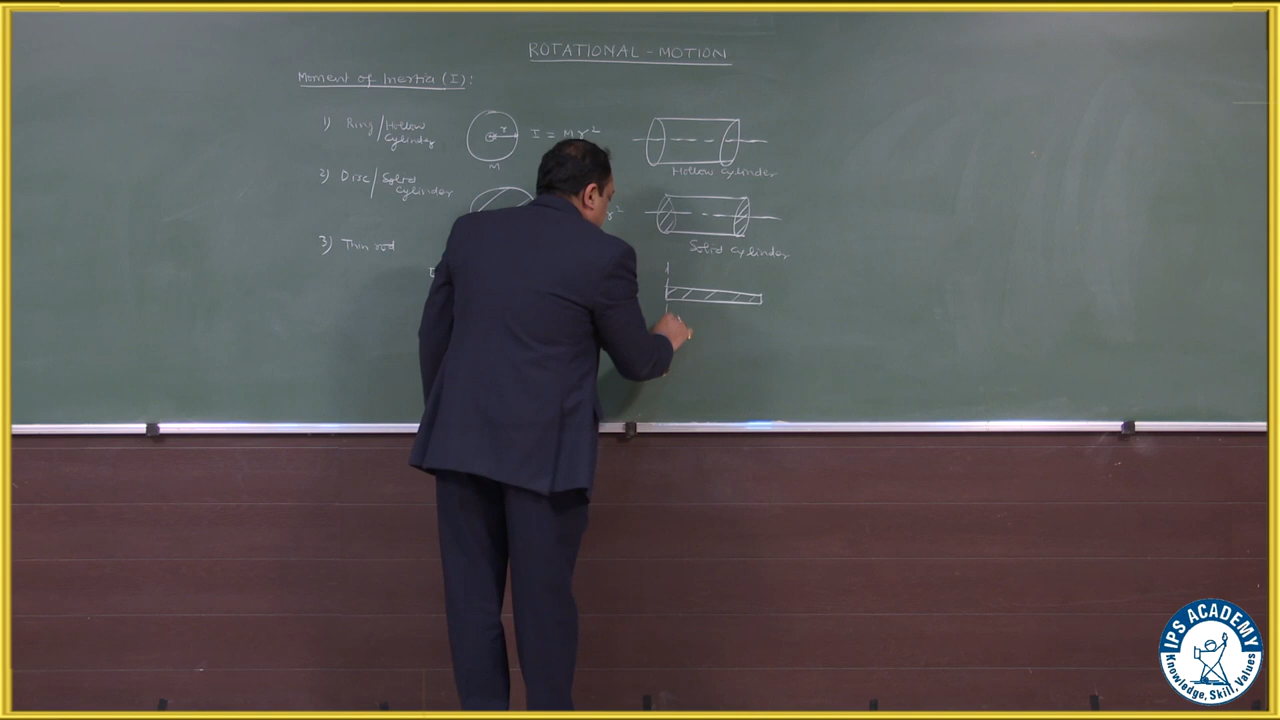 ROTATIONAL - MOTION
Moment of Inertia (I):
1) Ring / Hollow Cylinder
r
M
I = Mr²
Hollow Cylinder
2) Disc / Solid Cylinder
r²
Solid Cylinder
3) Thin rod
IPS ACADEMY
Knowledge, Skill, Values